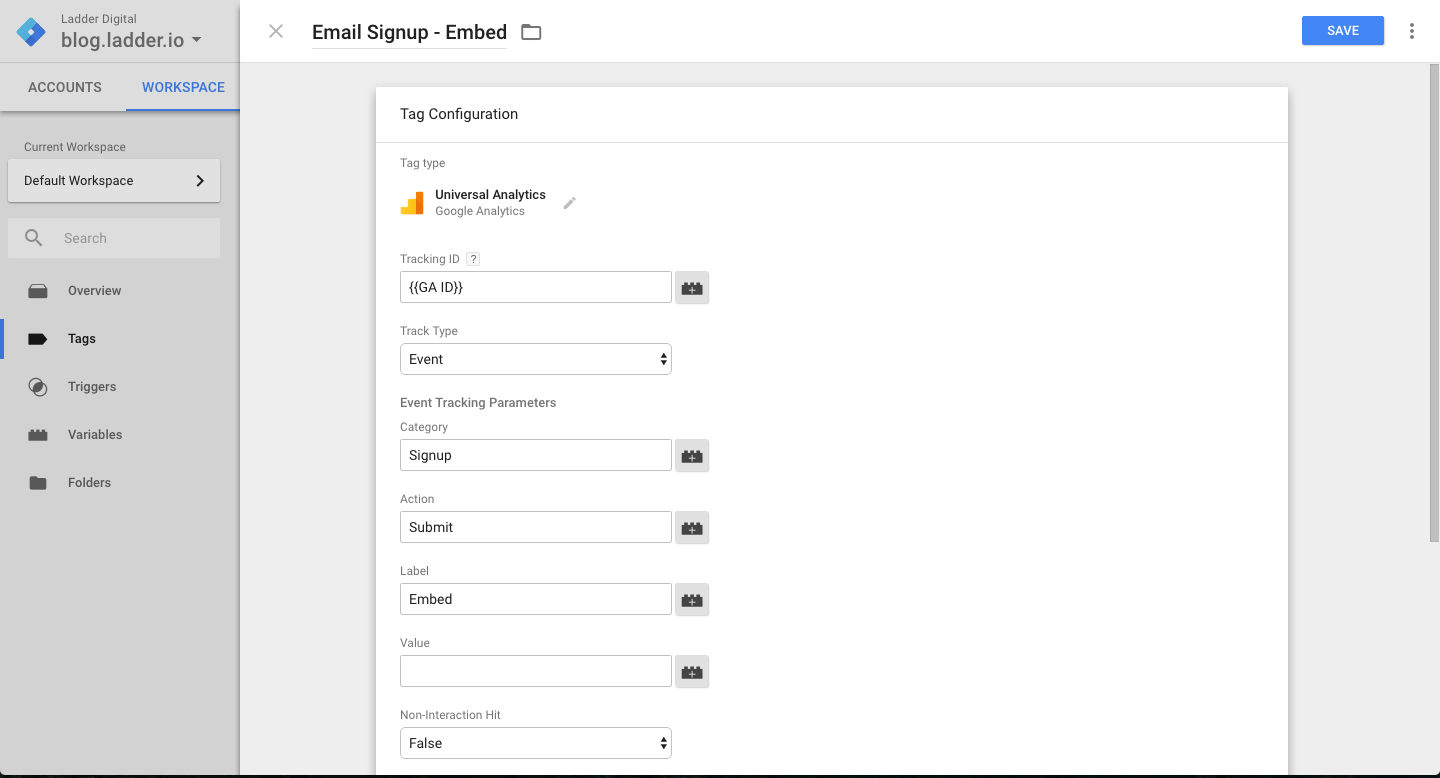 Ladder Digital
blog.ladder.io
ACCOUNTS
WORKSPACE
Current Workspace
Default Workspace
Search
Overview
Tags
Triggers
Variables
Folders
Email Signup - Embed
SAVE
Tag Configuration
Tag type
Universal Analytics
Google Analytics
Tracking ID ?
{{GA ID}}
Track Type
Event
Event Tracking Parameters
Category
Signup
Action
Submit
Label
Embed
Value
Non-Interaction Hit
False